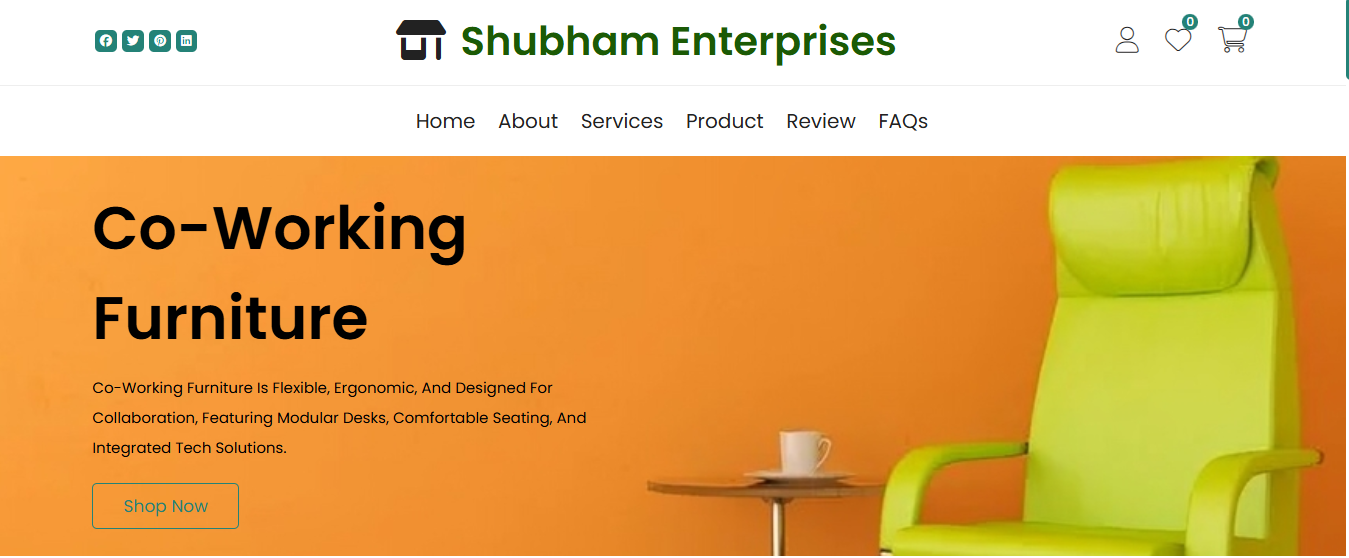 Shubham Enterprises
0
0
Home About Services Product Review FAQs
Co-Working
Furniture
Co-Working Furniture Is Flexible, Ergonomic, And Designed For
Collaboration, Featuring Modular Desks, Comfortable Seating, And
Integrated Tech Solutions.
Shop Now